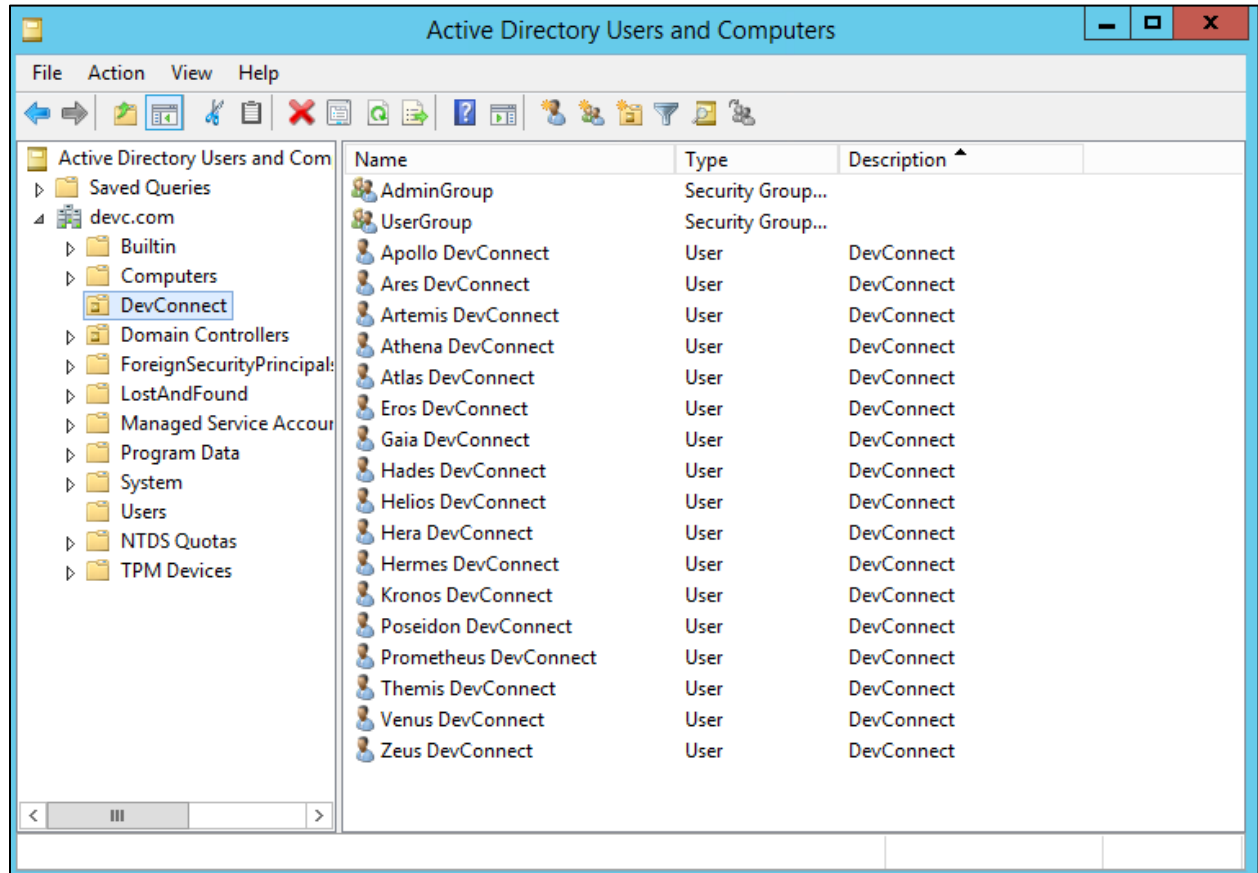 Active Directory Users and Computers
File Action View Help
Active Directory Users and Com
Saved Queries
devc.com
Builtin
Computers
DevConnect
Domain Controllers
ForeignSecurityPrincipals
LostAndFound
Managed Service Accour
Program Data
System
Users
NTDS Quotas
TPM Devices
Name Type Description
AdminGroup Security Group...
UserGroup Security Group...
Apollo DevConnect User DevConnect
Ares DevConnect User DevConnect
Artemis DevConnect User DevConnect
Athena DevConnect User DevConnect
Atlas DevConnect User DevConnect
Eros DevConnect User DevConnect
Gaia DevConnect User DevConnect
Hades DevConnect User DevConnect
Helios DevConnect User DevConnect
Hera DevConnect User DevConnect
Hermes DevConnect User DevConnect
Kronos DevConnect User DevConnect
Poseidon DevConnect User DevConnect
Prometheus DevConnect User DevConnect
Themis DevConnect User DevConnect
Venus DevConnect User DevConnect
Zeus DevConnect User DevConnect